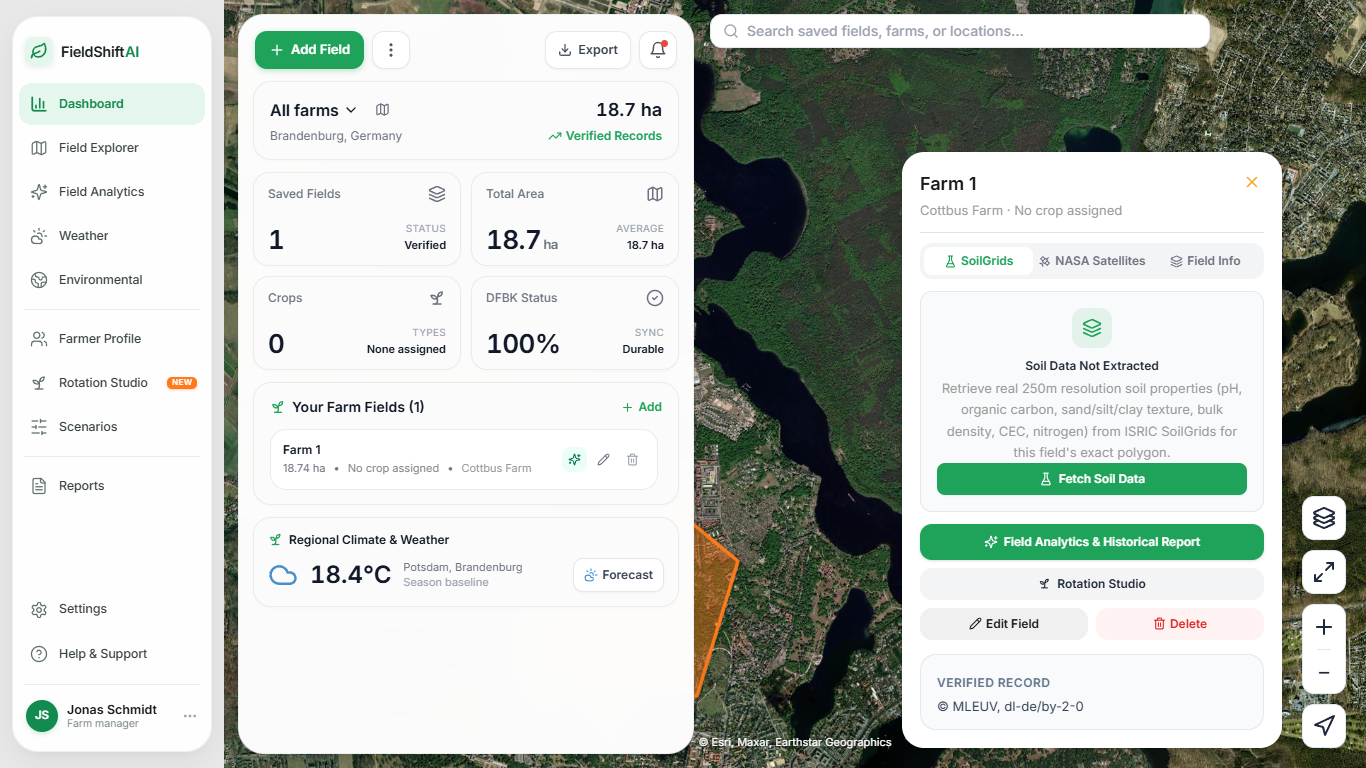 FieldShiftAI
Dashboard
Field Explorer
Field Analytics
Weather
Environmental
Farmer Profile
Rotation Studio NEW
Scenarios
Reports
Settings
Help & Support
JS
Jonas Schmidt
Farm manager
Add Field
Export
All farms
18.7 ha
Brandenburg, Germany
Verified Records
Saved Fields
1
STATUS
Verified
Total Area
18.7 ha
AVERAGE
18.7 ha
Crops
0
TYPES
None assigned
DFBK Status
100%
SYNC
Durable
Your Farm Fields (1)
+ Add
Farm 1
18.74 ha • No crop assigned • Cottbus Farm
Regional Climate & Weather
18.4°C
Potsdam, Brandenburg
Season baseline
Forecast
Search saved fields, farms, or locations...
Farm 1
Cottbus Farm · No crop assigned
SoilGrids
NASA Satellites
Field Info
Soil Data Not Extracted
Retrieve real 250m resolution soil properties (pH,
organic carbon, sand/silt/clay texture, bulk
density, CEC, nitrogen) from ISRIC SoilGrids for
this field's exact polygon.
Fetch Soil Data
Field Analytics & Historical Report
Rotation Studio
Edit Field
Delete
VERIFIED RECORD
© MLEUV, dl-de/by-2-0
© Esri, Maxar, Earthstar Geographics